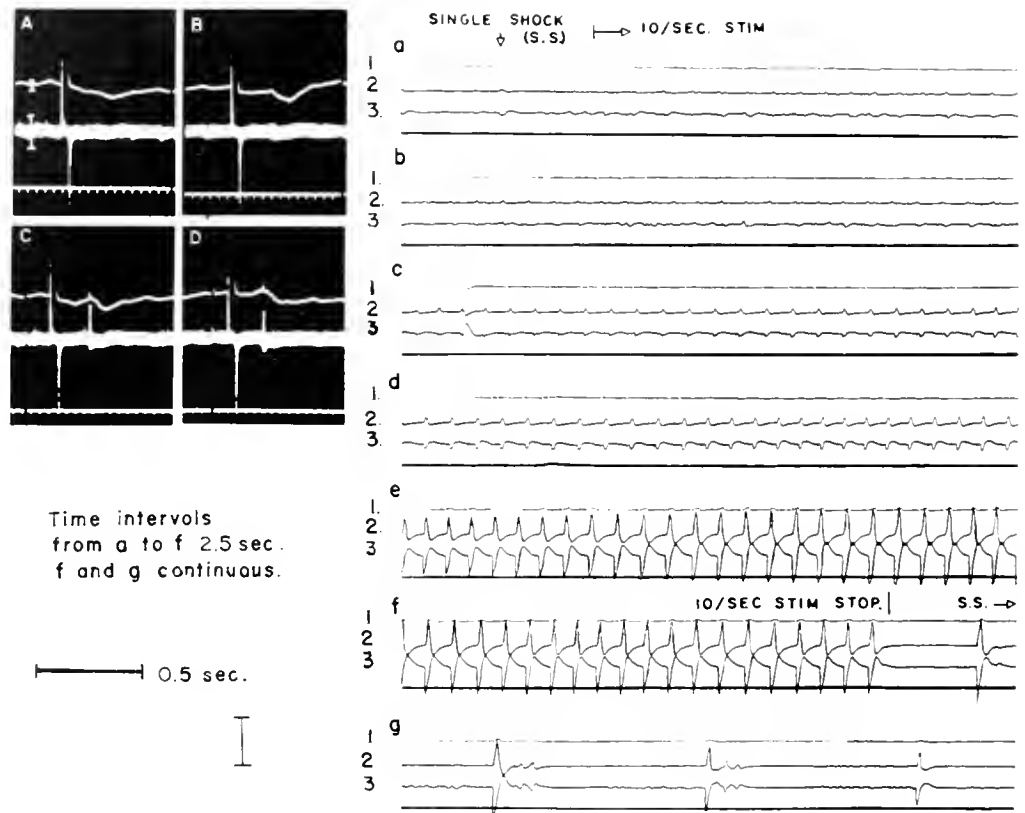 A B
C D
Time intervals
from a to f 2.5 sec.
f and g continuous.
0.5 sec.
SINGLE SHOCK
(S.S) 10/SEC. STIM
a
1
2
3.
b
1.
2.
3.
c
1
2
3
d
1.
2.
3.
e
1.
2.
3
10/SEC STIM STOP. S.S.
f
1
2
3
g
1
2
3